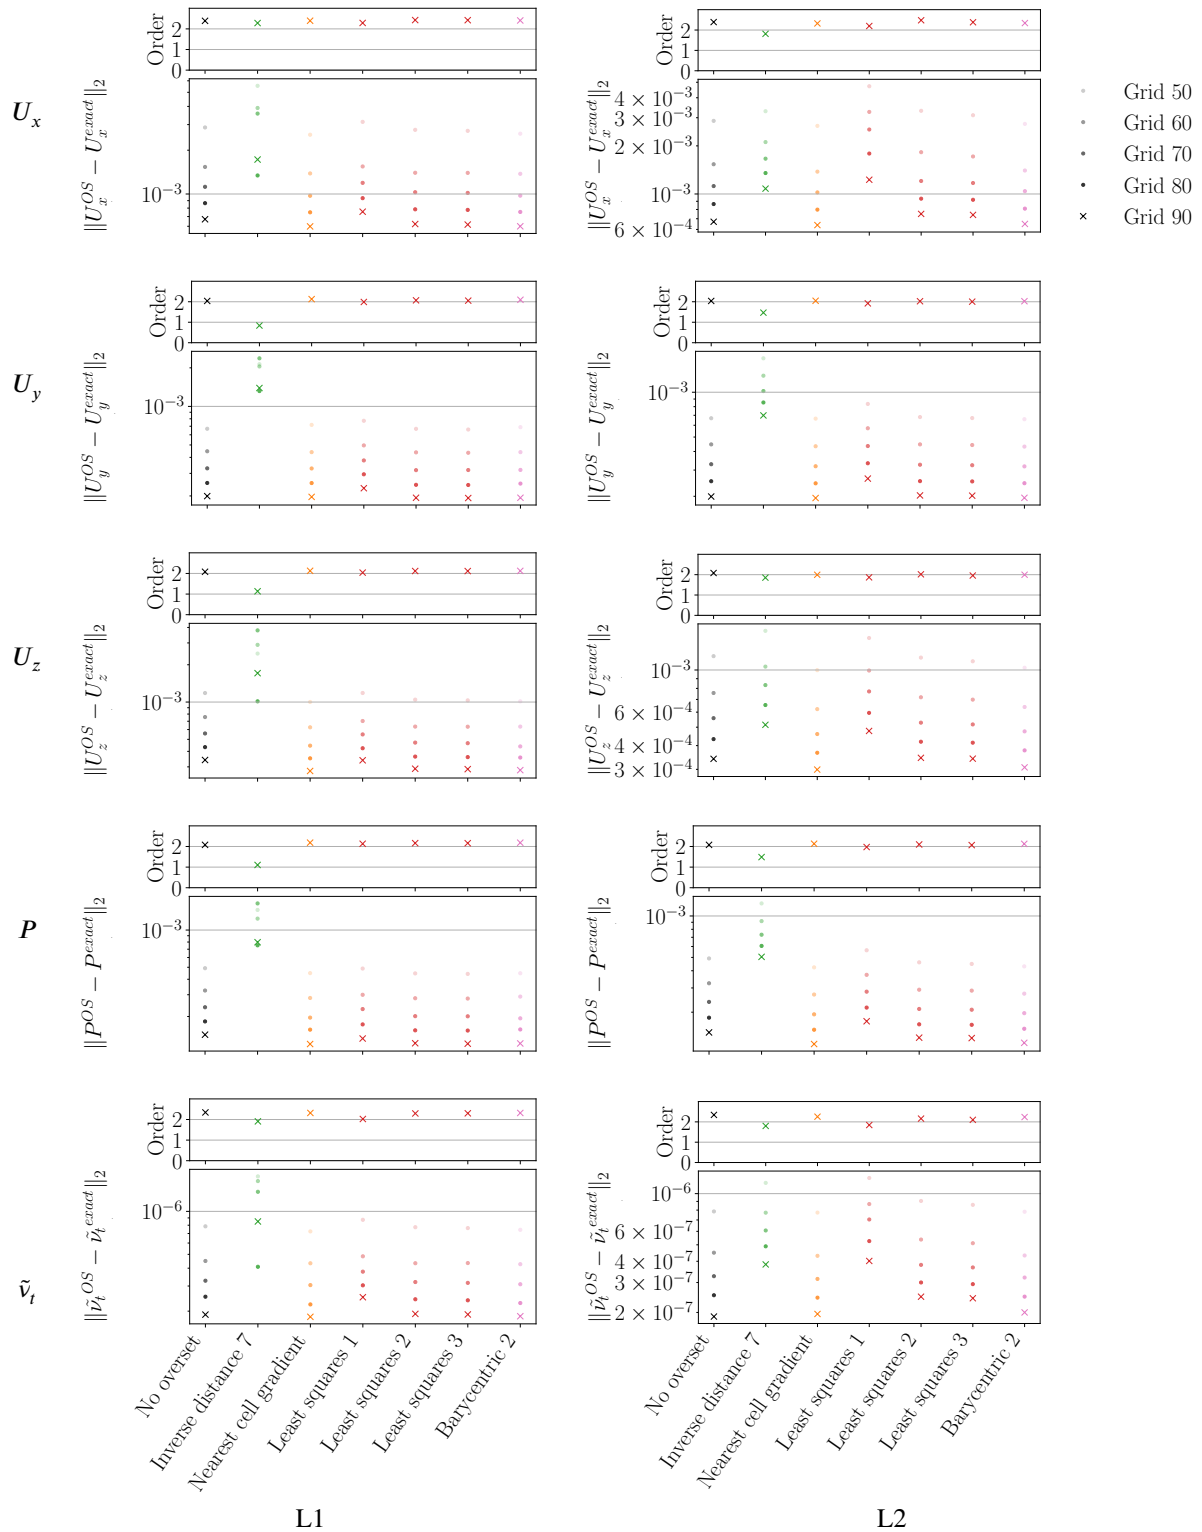 Order
2
1
0
Order
2
1
0
U_x
||U_x^{OS} − U_x^{exact}||_2
10^{−3}
||U_x^{OS} − U_x^{exact}||_2
4 × 10^{−3}
3 × 10^{−3}
2 × 10^{−3}
10^{−3}
6 × 10^{−4}
Grid 50
Grid 60
Grid 70
Grid 80
Grid 90
Order
2
1
0
Order
2
1
0
U_y
||U_y^{OS} − U_y^{exact}||_2
10^{−3}
||U_y^{OS} − U_y^{exact}||_2
10^{−3}
Order
2
1
0
Order
2
1
0
U_z
||U_z^{OS} − U_z^{exact}||_2
10^{−3}
||U_z^{OS} − U_z^{exact}||_2
10^{−3}
6 × 10^{−4}
4 × 10^{−4}
3 × 10^{−4}
Order
2
1
0
Order
2
1
0
P
||P^{OS} − P^{exact}||_2
10^{−3}
||P^{OS} − P^{exact}||_2
10^{−3}
Order
2
1
0
Order
2
1
0
ν̃_t
||ν̃_t^{OS} − ν̃_t^{exact}||_2
10^{−6}
||ν̃_t^{OS} − ν̃_t^{exact}||_2
10^{−6}
6 × 10^{−7}
4 × 10^{−7}
3 × 10^{−7}
2 × 10^{−7}
No overset
Inverse distance 7
Nearest cell gradient
Least squares 1
Least squares 2
Least squares 3
Barycentric 2
No overset
Inverse distance 7
Nearest cell gradient
Least squares 1
Least squares 2
Least squares 3
Barycentric 2
L1
L2